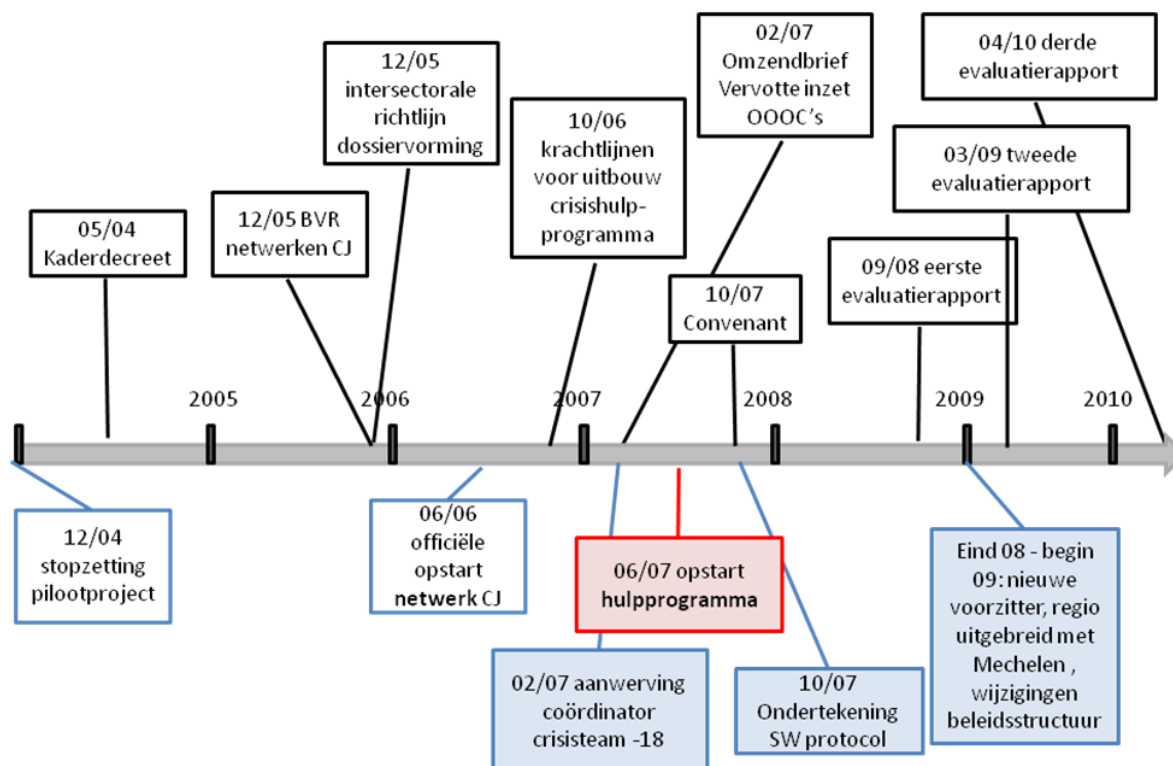 12/05
intersectorale
richtlijn
dossiervorming
02/07
Omzendbrief
Vervotte inzet
OOOC's
04/10 derde
evaluatierapport
10/06
krachtlijnen
voor uitbouw
crisishulp-
programma
03/09 tweede
evaluatierapport
05/04
Kaderdecreet
12/05 BVR
netwerken CJ
09/08 eerste
evaluatierapport
10/07
Convenant
2005
2006
2007
2008
2009
2010
12/04
stopzetting
pilootproject
06/06
officiële
opstart
netwerk CJ
06/07 opstart
hulpprogramma
02/07 aanwerving
coördinator
crisisteam -18
10/07
Ondertekening
SW protocol
Eind 08 - begin
09: nieuwe
voorzitter, regio
uitgebreid met
Mechelen ,
wijzigingen
beleidsstructuur